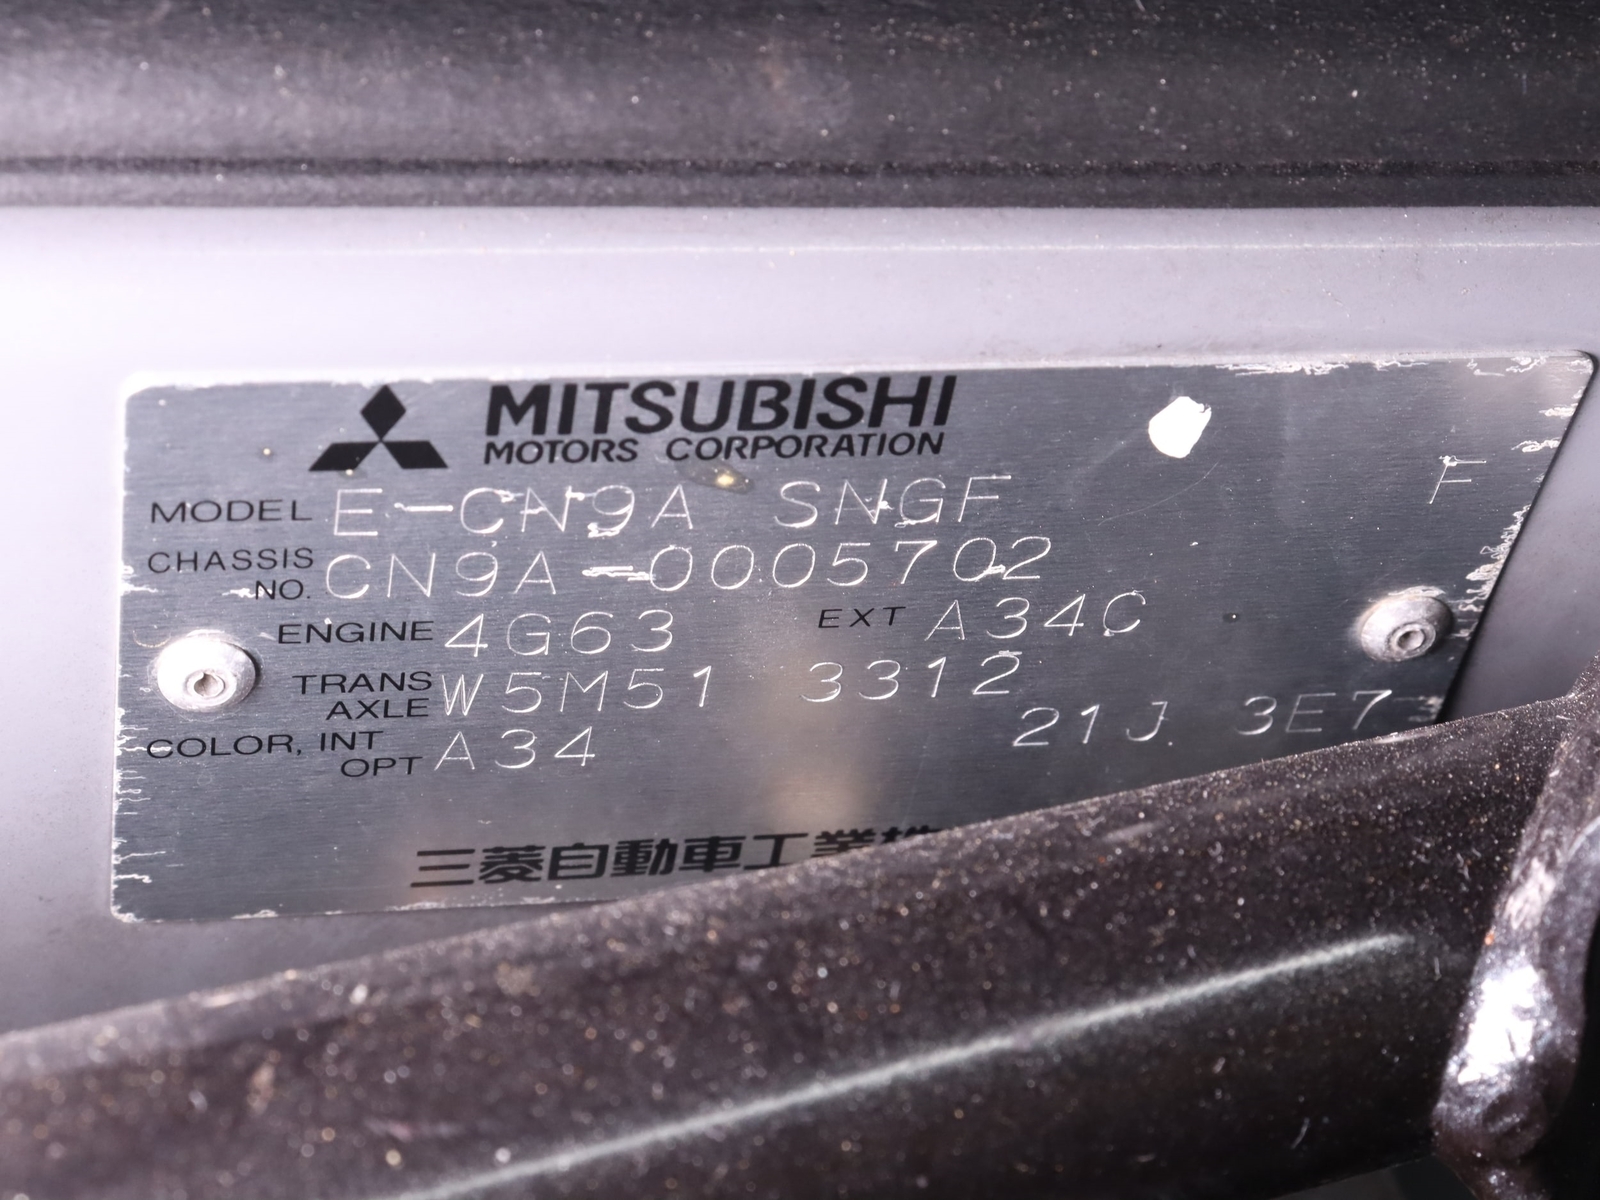 MITSUBISHI
MOTORS CORPORATION
MODEL E-CN9A SNGF F
CHASSIS NO. CN9A-0005702
ENGINE 4G63 EXT A34C
TRANS AXLE W5M51 3312
COLOR, INT OPT A34 21J 3E7
三菱自動車工業